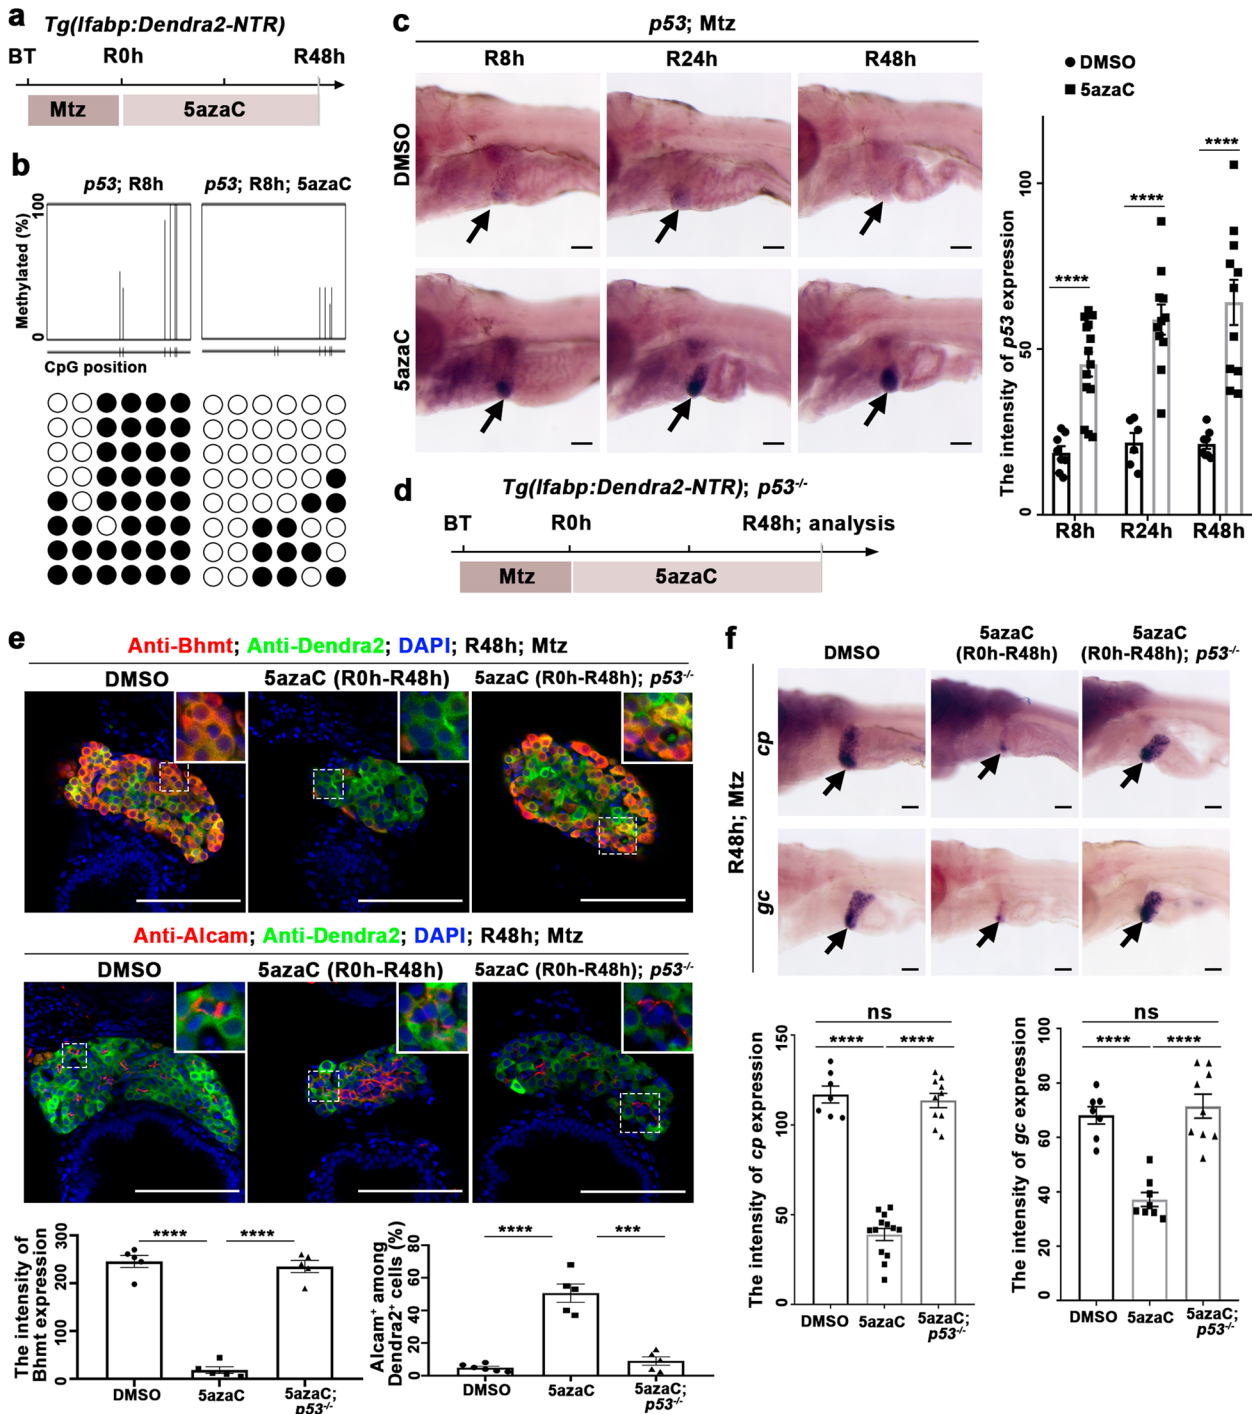 a
Tg(lfabp:Dendra2-NTR)
BT R0h R48h
Mtz 5azaC
b
p53; R8h p53; R8h; 5azaC
Methylated (%)
100
0
CpG position
c
p53; Mtz
R8h R24h R48h
DMSO
5azaC
DMSO
5azaC
The intensity of p53 expression
100
50
0
****
****
****
R8h R24h R48h
d
Tg(lfabp:Dendra2-NTR); p53-/-
BT R0h R48h; analysis
Mtz 5azaC
e
Anti-Bhmt; Anti-Dendra2; DAPI; R48h; Mtz
DMSO 5azaC (R0h-R48h) 5azaC (R0h-R48h); p53-/-
Anti-Alcam; Anti-Dendra2; DAPI; R48h; Mtz
DMSO 5azaC (R0h-R48h) 5azaC (R0h-R48h); p53-/-
The intensity of
Bhmt expression
300
200
100
0
**** ****
DMSO 5azaC 5azaC;
p53-/-
Alcam+ among
Dendra2+ cells (%)
80
60
40
20
0
**** ***
DMSO 5azaC 5azaC;
p53-/-
f
DMSO
5azaC
(R0h-R48h)
5azaC
(R0h-R48h); p53-/-
R48h; Mtz
cp
gc
The intensity of cp expression
150
100
50
0
ns
**** ****
DMSO 5azaC 5azaC;
p53-/-
The intensity of gc expression
100
80
60
40
20
0
ns
**** ****
DMSO 5azaC 5azaC;
p53-/-